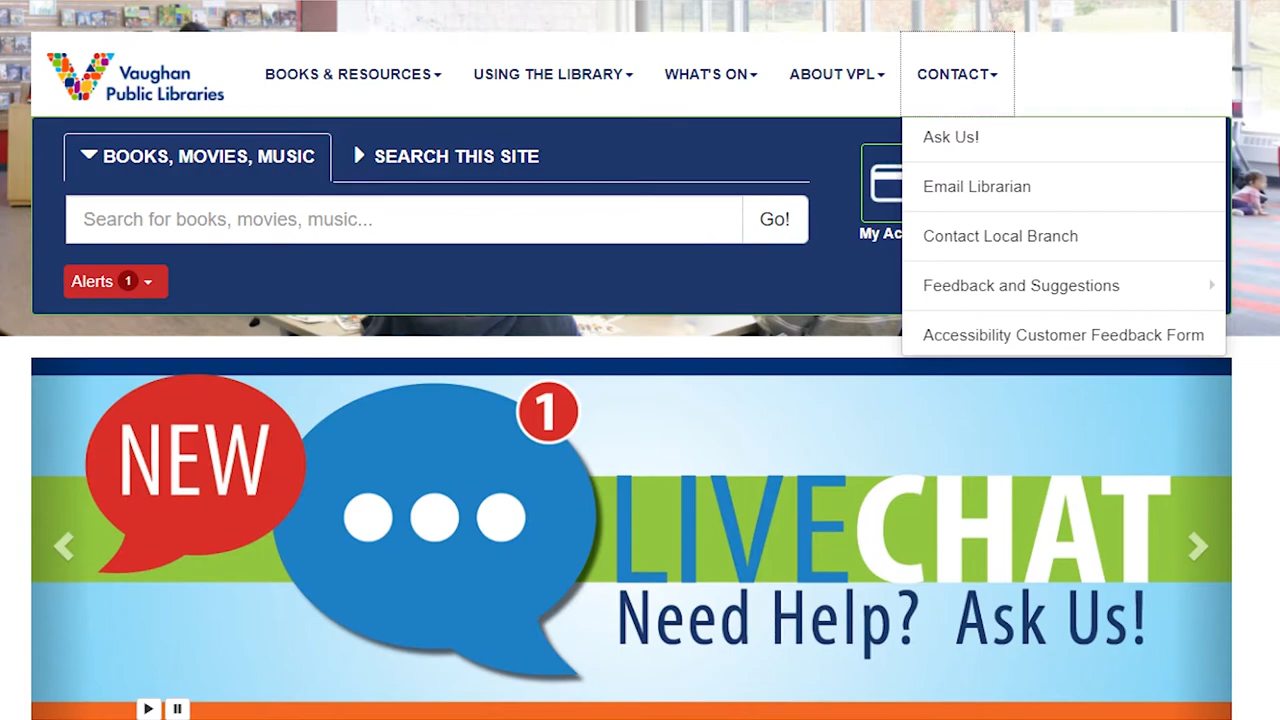 Vaughan
Public Libraries
BOOKS & RESOURCES
USING THE LIBRARY
WHAT'S ON
ABOUT VPL
CONTACT
BOOKS, MOVIES, MUSIC
SEARCH THIS SITE
Search for books, movies, music...
Go!
Alerts 1
My Ac
Ask Us!
Email Librarian
Contact Local Branch
Feedback and Suggestions
Accessibility Customer Feedback Form
NEW
1
LIVECHAT
Need Help? Ask Us!